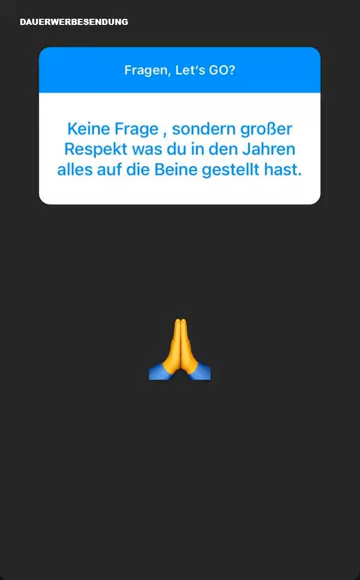 DAUERWERBESENDUNG
Fragen, Let's GO?
Keine Frage , sondern großer
Respekt was du in den Jahren
alles auf die Beine gestellt hast.